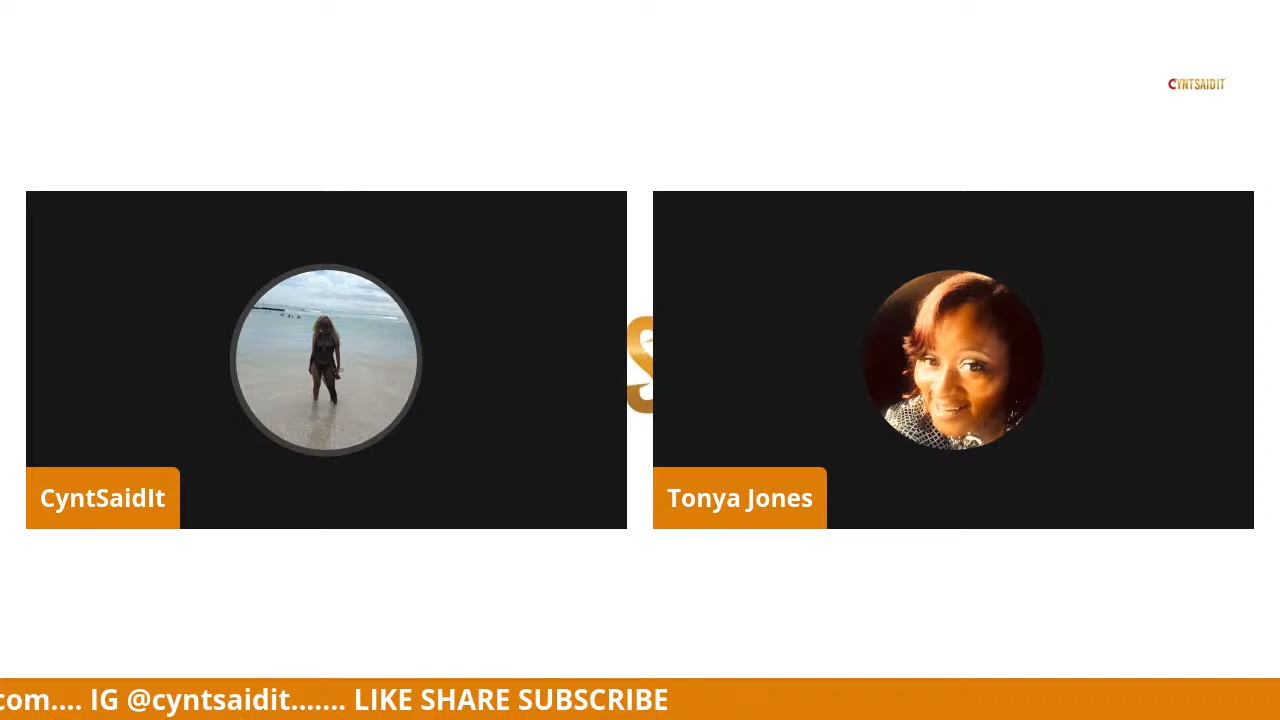 CYNTSAIDIT
S
CyntSaidIt
Tonya Jones
com.... IG @cyntsaidit....... LIKE SHARE SUBSCRIBE